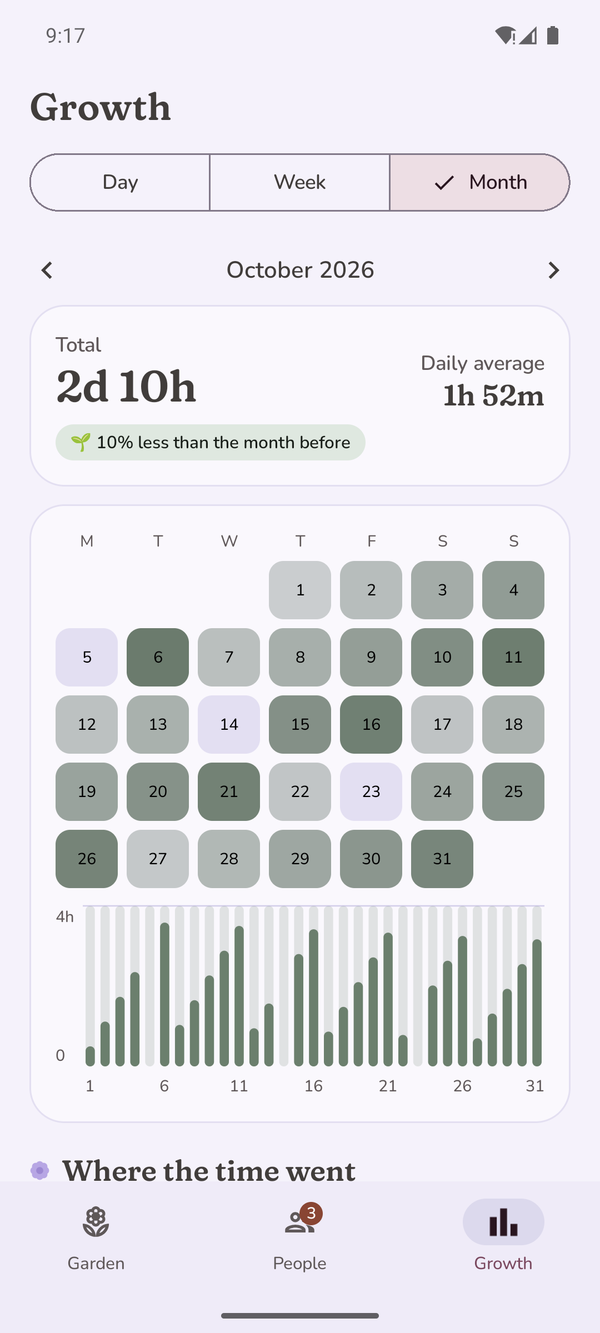 9:17
Growth
Day Week Month
October 2026
Total
2d 10h
Daily average
1h 52m
10% less than the month before
M T W T F S S
1 2 3 4
5 6 7 8 9 10 11
12 13 14 15 16 17 18
19 20 21 22 23 24 25
26 27 28 29 30 31
4h
0
1 6 11 16 21 26 31
Where the time went
3
Garden People Growth